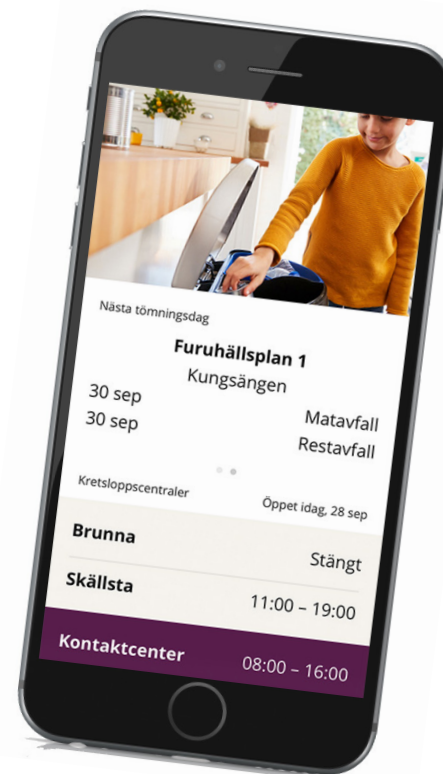 Nästa tömningsdag
Furuhällsplan 1
Kungsängen
30 sep Matavfall
30 sep Restavfall
Kretsloppscentraler Öppet idag, 28 sep
Brunna Stängt
Skällsta 11:00 – 19:00
Kontaktcenter 08:00 – 16:00